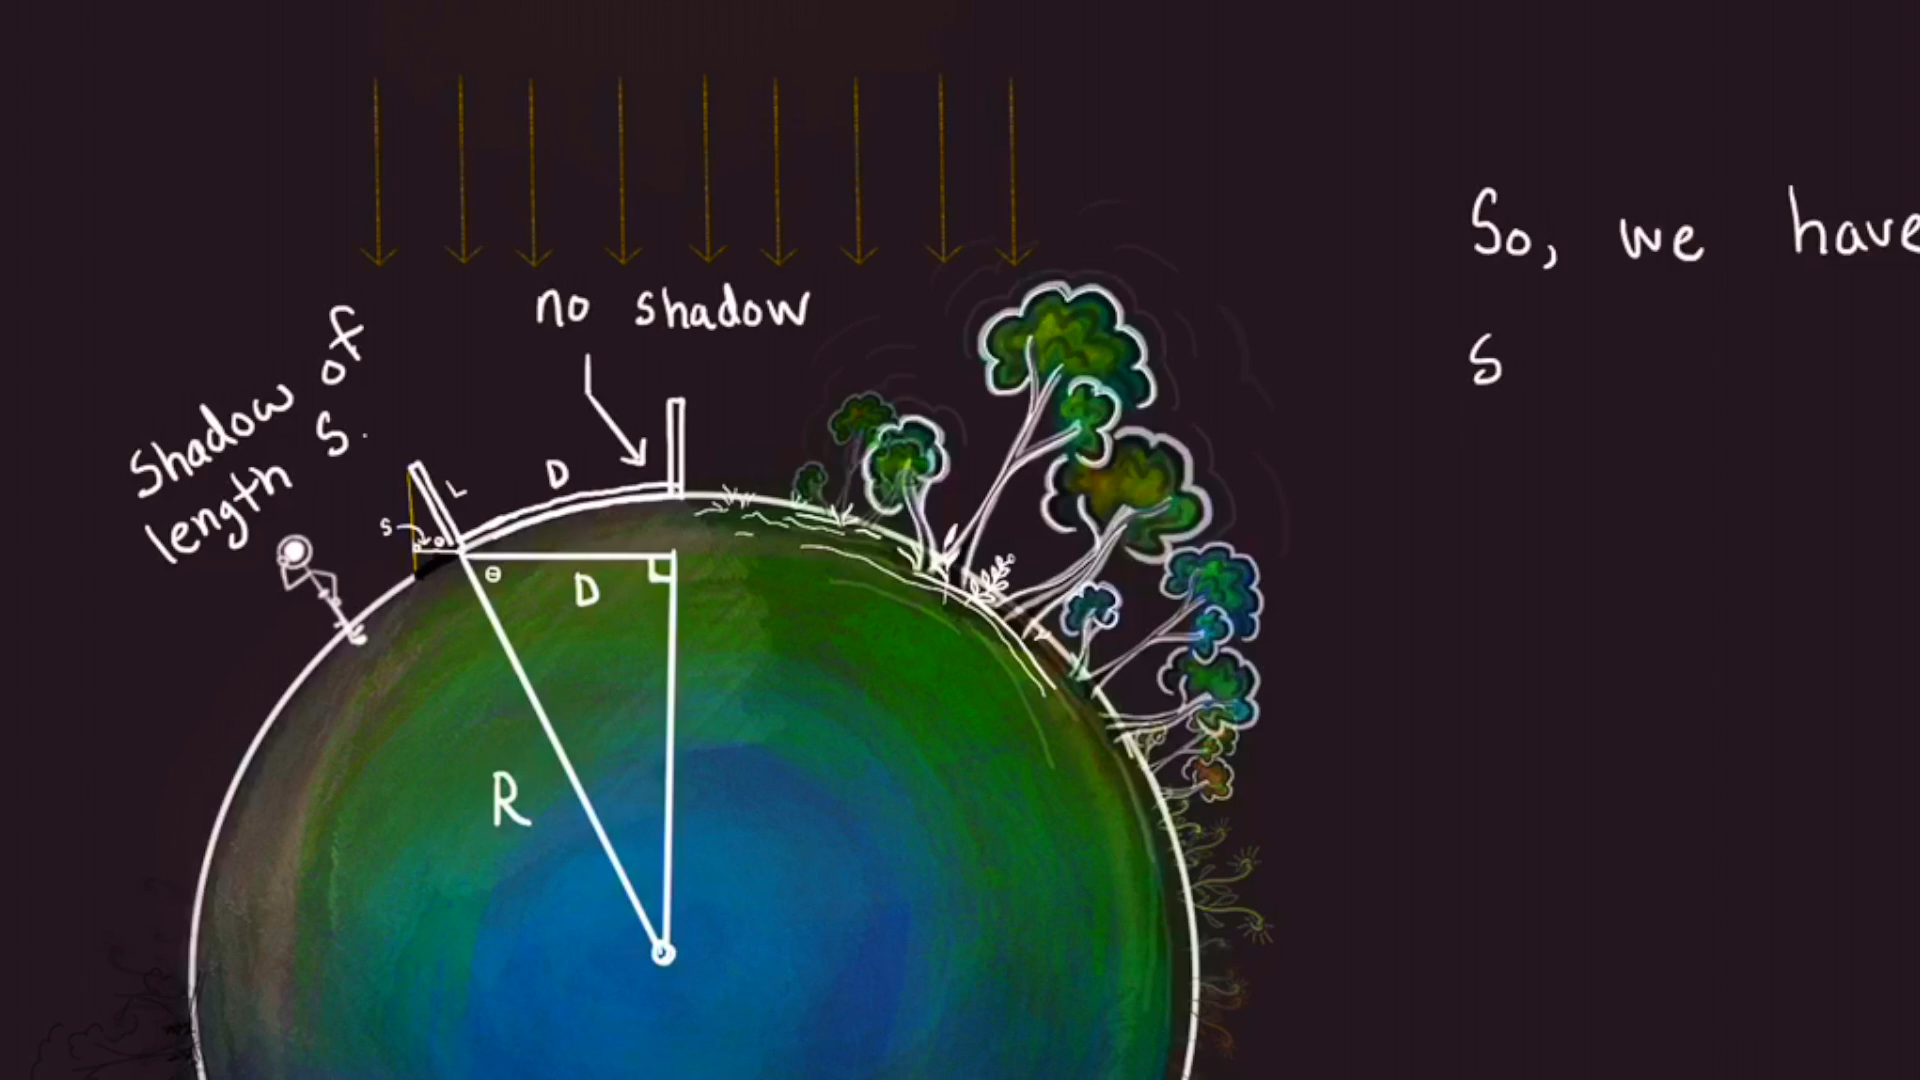 no shadow
Shadow of
length S.
D
L
S
θ
θ
D
R
So, we have
S